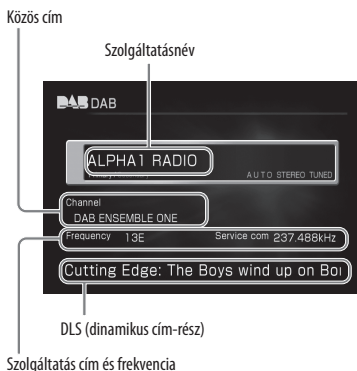 Közös cím
Szolgáltatásnév
DAB DAB
ALPHA1 RADIO
AUTO STEREO TUNED
Channel
DAB ENSEMBLE ONE
Frequency 13E Service com 237.488kHz
Cutting Edge: The Boys wind up on Bo
DLS (dinamikus cím-rész)
Szolgáltatás cím és frekvencia